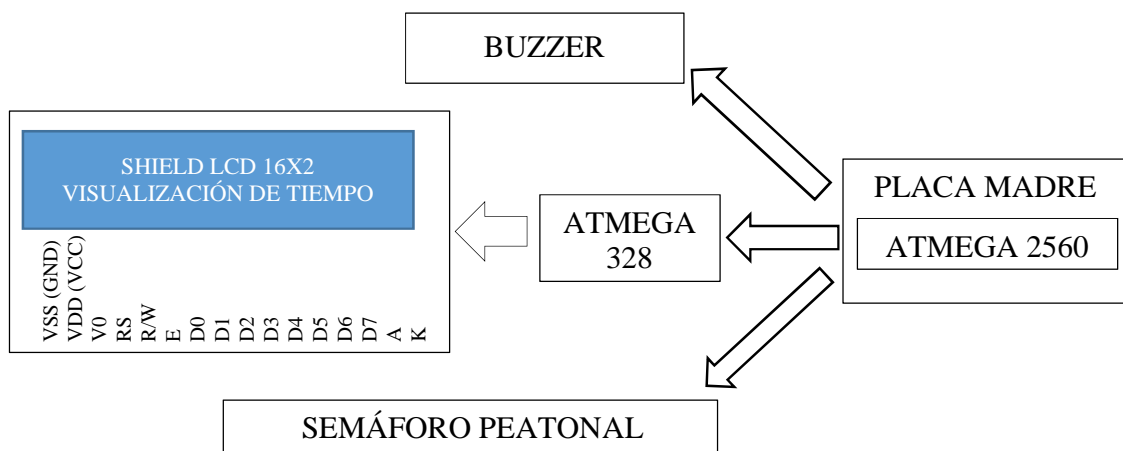 BUZZER
SHIELD LCD 16X2
VISUALIZACIÓN DE TIEMPO
VSS (GND)
VDD (VCC)
V0
RS
R/W
E
D0
D1
D2
D3
D4
D5
D6
D7
A
K
ATMEGA
328
PLACA MADRE
ATMEGA 2560
SEMÁFORO PEATONAL